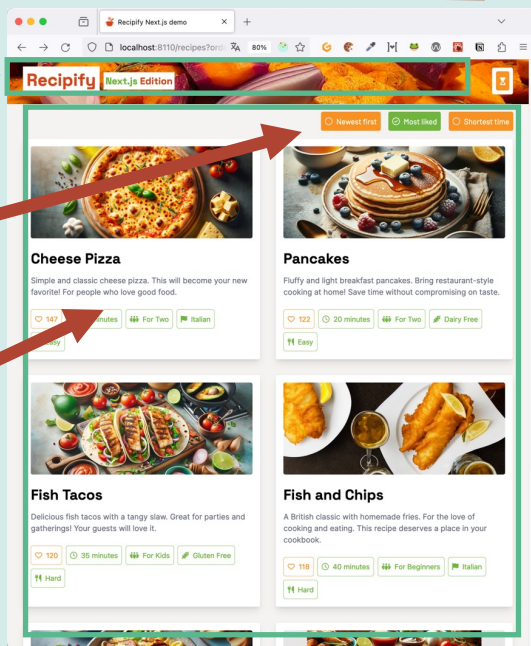 Recipify Next.js demo
localhost:8110/recipes?ord
80%
Recipify Next.js Edition
Newest first
Most liked
Shortest time
Cheese Pizza
Simple and classic cheese pizza. This will become your new
favorite! For people who love good food.
147
For Two
Italian
Pancakes
Fluffy and light breakfast pancakes. Bring restaurant-style
cooking at home! Save time without compromising on taste.
122
20 minutes
For Two
Dairy Free
Easy
Fish Tacos
Delicious fish tacos with a tangy slaw. Great for parties and
gatherings! Your guests will love it.
120
35 minutes
For Kids
Gluten Free
Hard
Fish and Chips
A British classic with homemade fries. For the love of
cooking and eating. This recipe deserves a place in your
cookbook.
118
40 minutes
For Beginners
Italian
Hard